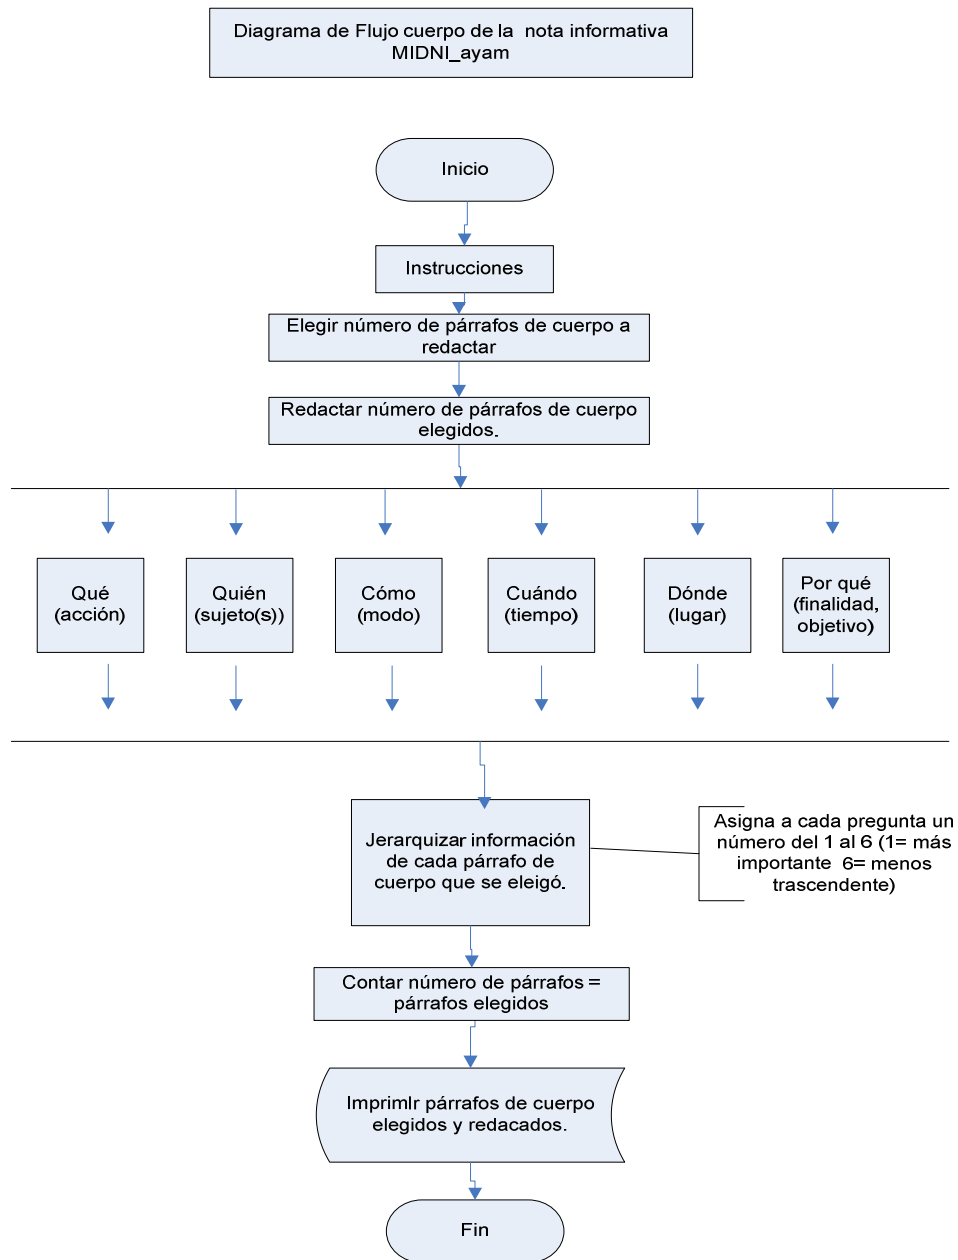 Diagrama de Flujo cuerpo de la nota informativa
MIDNI_ayam
Inicio
Instrucciones
Elegir número de párrafos de cuerpo a
redactar
Redactar número de párrafos de cuerpo
elegidos.
Qué
(acción)
Quién
(sujeto(s))
Cómo
(modo)
Cuándo
(tiempo)
Dónde
(lugar)
Por qué
(finalidad,
objetivo)
Jerarquizar información
de cada párrafo de
cuerpo que se eleigó.
Asigna a cada pregunta un
número del 1 al 6 (1= más
importante 6= menos
trascendente)
Contar número de párrafos =
párrafos elegidos
ImprimIr párrafos de cuerpo
elegidos y redacados.
Fin